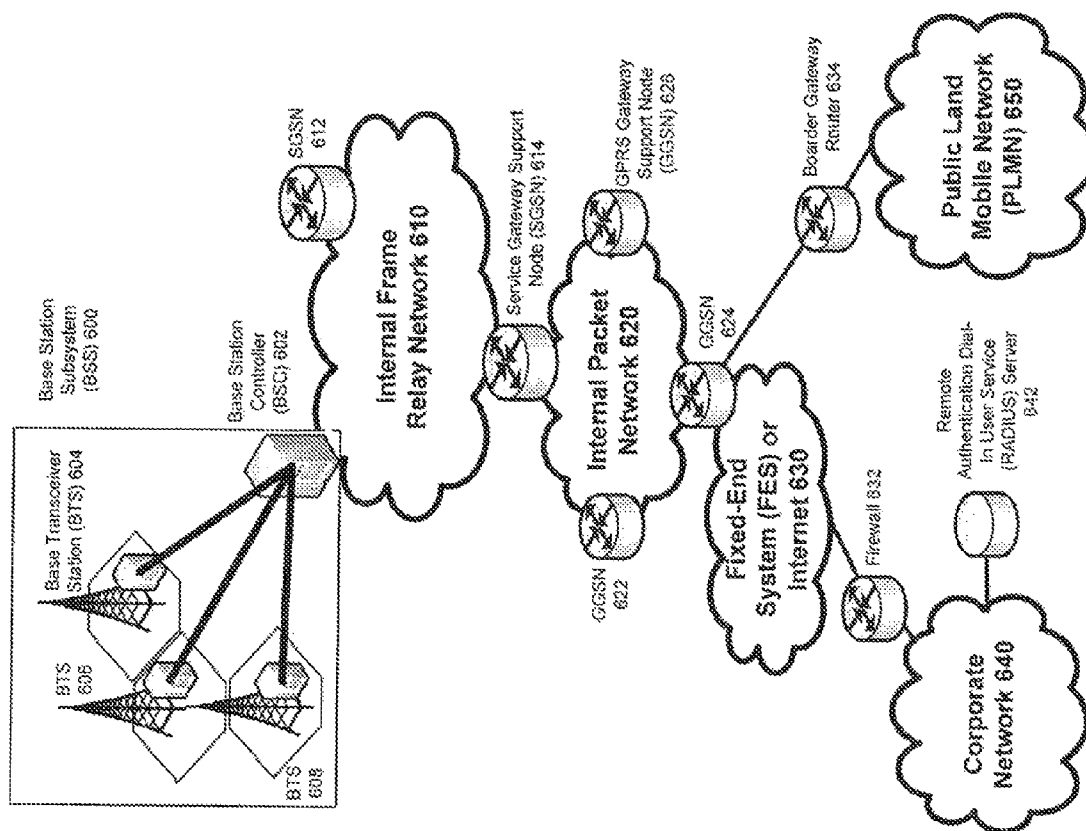 Base Station
Subsystem
(BSS) 600
Base Transceiver
Station (BTS) 604
BTS
606
BTS
608
Base Station
Controller
(BSC) 602
SGSN
612
Internal Frame
Relay Network 610
Service Gateway Support
Node (SGSN) 614
GPRS Gateway
Support Node
(GGSN) 626
Internal Packet
Network 620
GGSN
622
GGSN
624
Boarder Gateway
Router 634
Fixed-End
System (FES) or
Internet 630
Public Land
Mobile Network
(PLMN) 650
Firewall 632
Remote
Authentication Dial-
In User Service
(RADIUS) Server
642
Corporate
Network 640